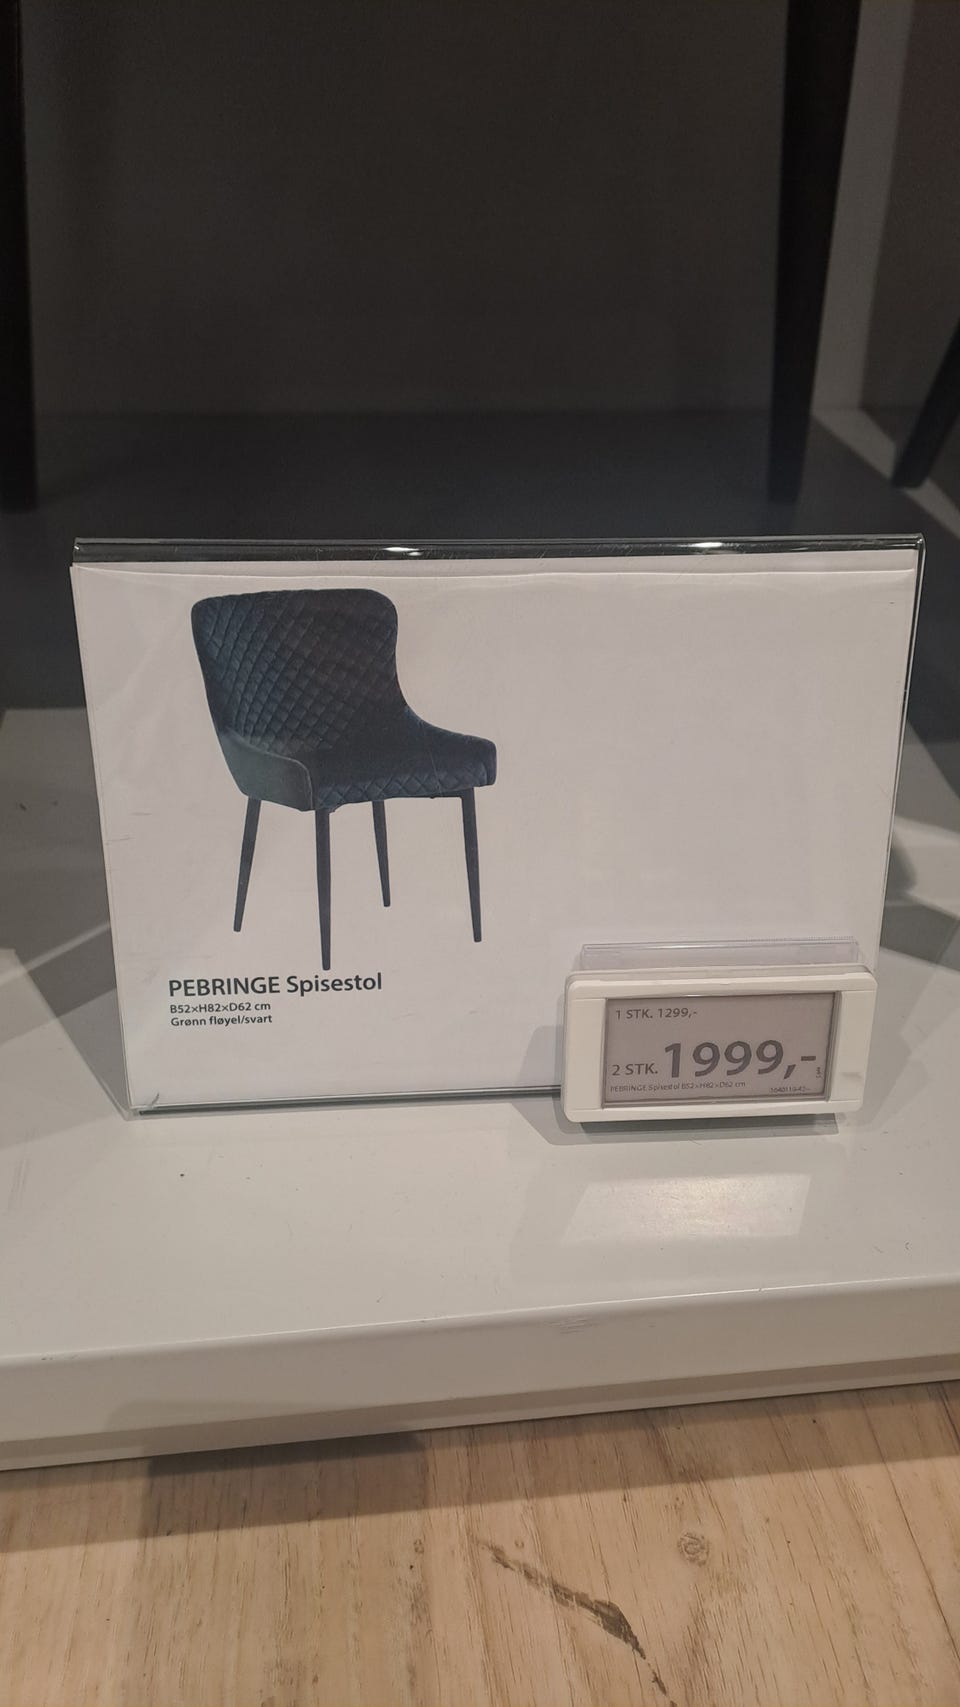 PEBRINGE Spisestol
B52×H82×D62 cm
Grønn fløyel/svart
1 STK. 1299,-
2 STK. 1999,-
PEBRINGE Spisestol B52×H82×D62 cm